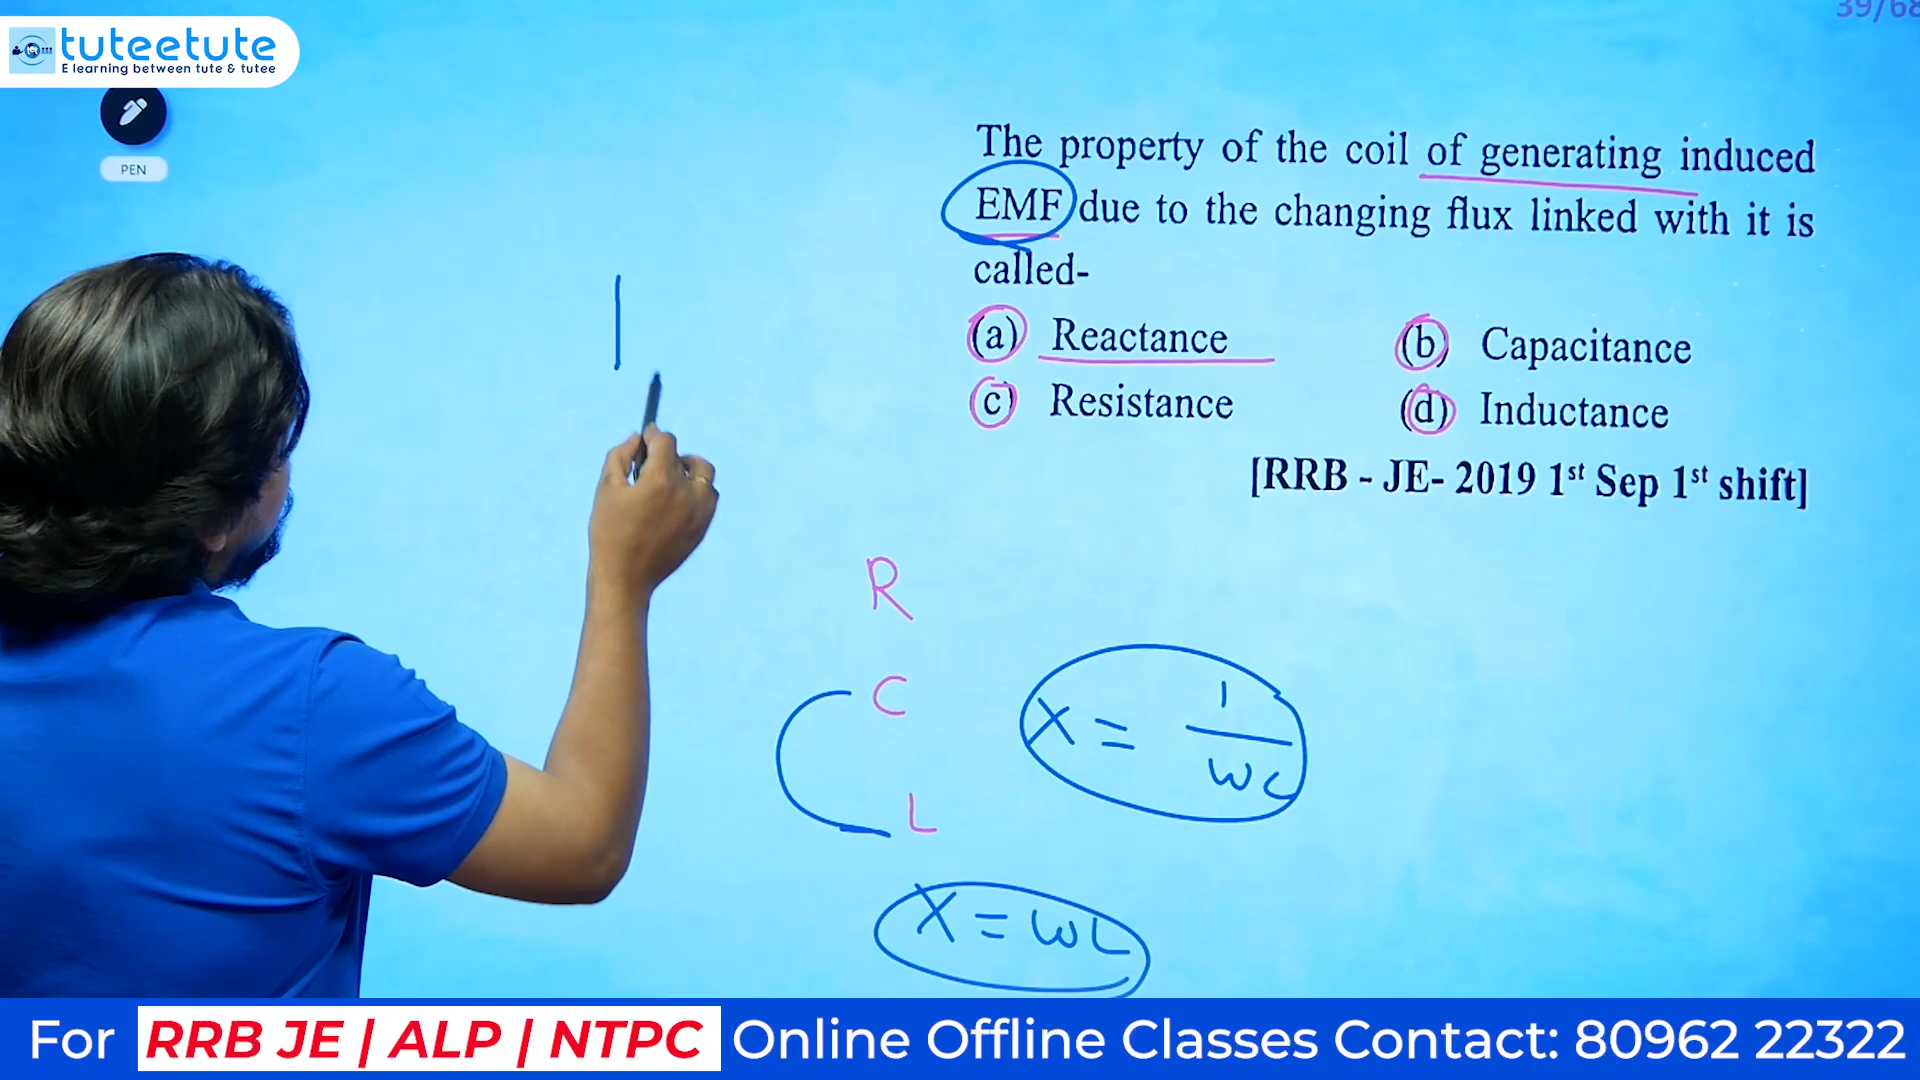 39/68
tuteetute
E learning between tute & tutee
PEN
The property of the coil of generating induced
EMF due to the changing flux linked with it is
called-
(a) Reactance
(b) Capacitance
(c) Resistance
(d) Inductance
[RRB - JE- 2019 1st Sep 1st shift]
R
C
L
X = 1/ωC
X = ωL
For RRB JE | ALP | NTPC Online Offline Classes Contact: 80962 22322